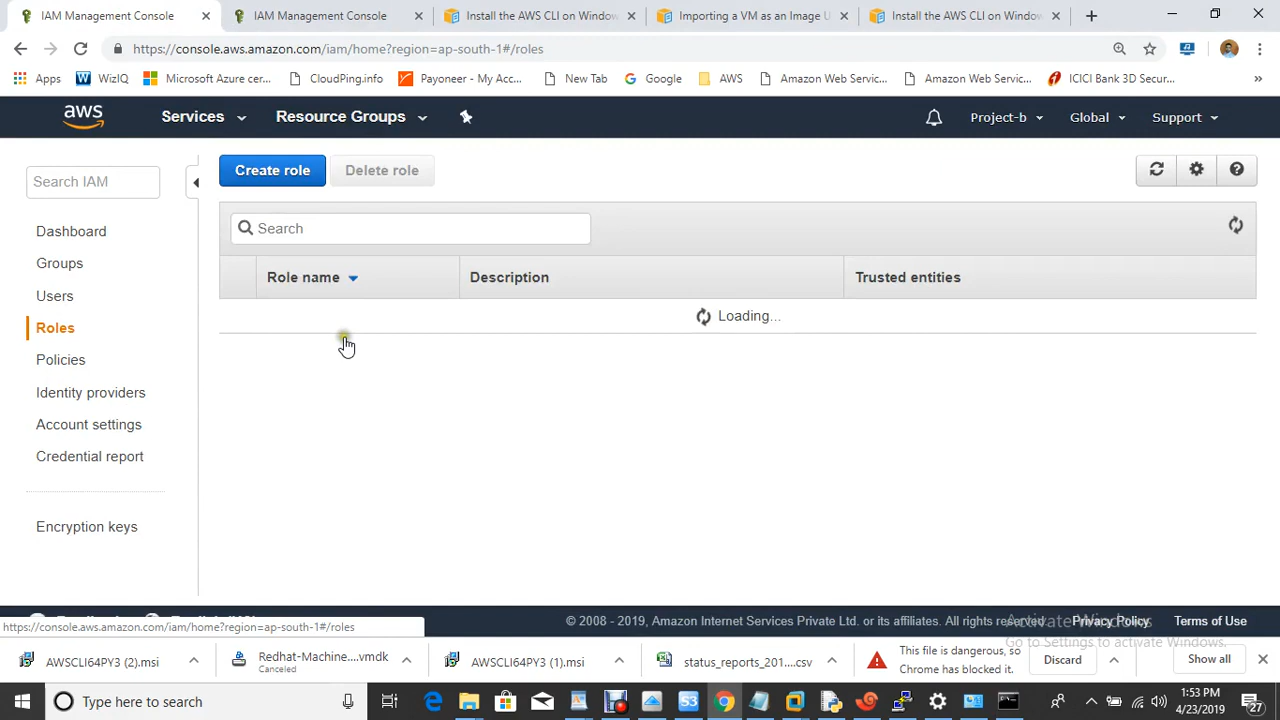 IAM Management Console
IAM Management Console
Install the AWS CLI on Window
Importing a VM as an Image U
Install the AWS CLI on Window
https://console.aws.amazon.com/iam/home?region=ap-south-1#/roles
Apps
WizIQ
Microsoft Azure cer...
CloudPing.info
Payoneer - My Acc...
New Tab
Google
AWS
Amazon Web Servic...
Amazon Web Servic...
ICICI Bank 3D Secur...
aws
Services
Resource Groups
Project-b
Global
Support
Search IAM
Dashboard
Groups
Users
Roles
Policies
Identity providers
Account settings
Credential report
Encryption keys
Create role
Delete role
Search
Role name
Description
Trusted entities
Loading...
© 2008 - 2019, Amazon Internet Services Private Ltd. or its affiliates. All rights
Privacy Policy
Terms of Use
Activate Windows
Go to Settings to activate Windows.
https://console.aws.amazon.com/iam/home?region=ap-south-1#/roles
AWSCLI64PY3 (2).msi
Redhat-Machine....vmdk
Canceled
AWSCLI64PY3 (1).msi
status_reports_201....csv
This file is dangerous, so
Chrome has blocked it.
Discard
Show all
Type here to search
1:53 PM
4/23/2019
27